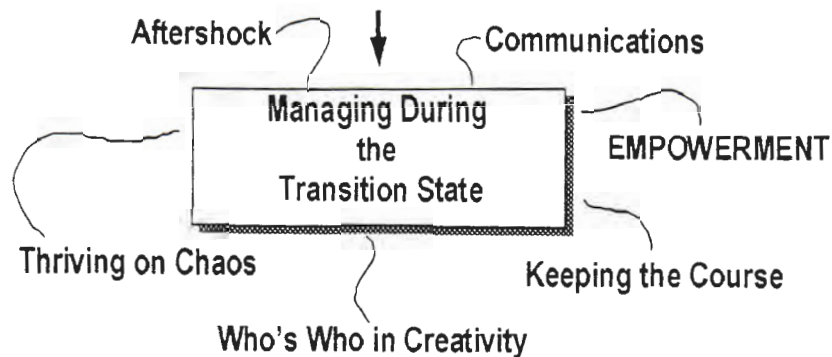 Aftershock
Communications
Managing During
the
Transition State
EMPOWERMENT
Thriving on Chaos
Keeping the Course
Who's Who in Creativity